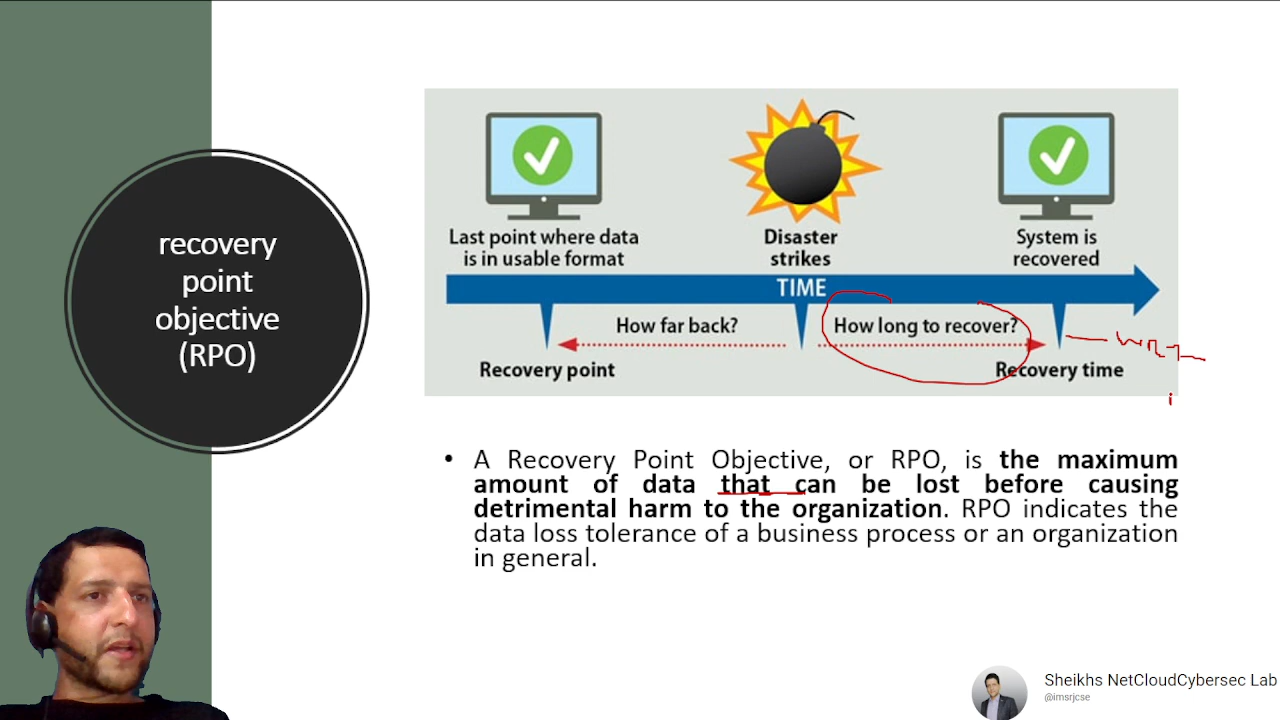 recovery
point
objective
(RPO)
Last point where data
is in usable format
Disaster
strikes
System is
recovered
TIME
How far back?
How long to recover?
Recovery point
Recovery time
• A Recovery Point Objective, or RPO, is the maximum
amount of data that can be lost before causing
detrimental harm to the organization. RPO indicates the
data loss tolerance of a business process or an organization
in general.
Sheikhs NetCloudCybersec Lab
@imsrjcse